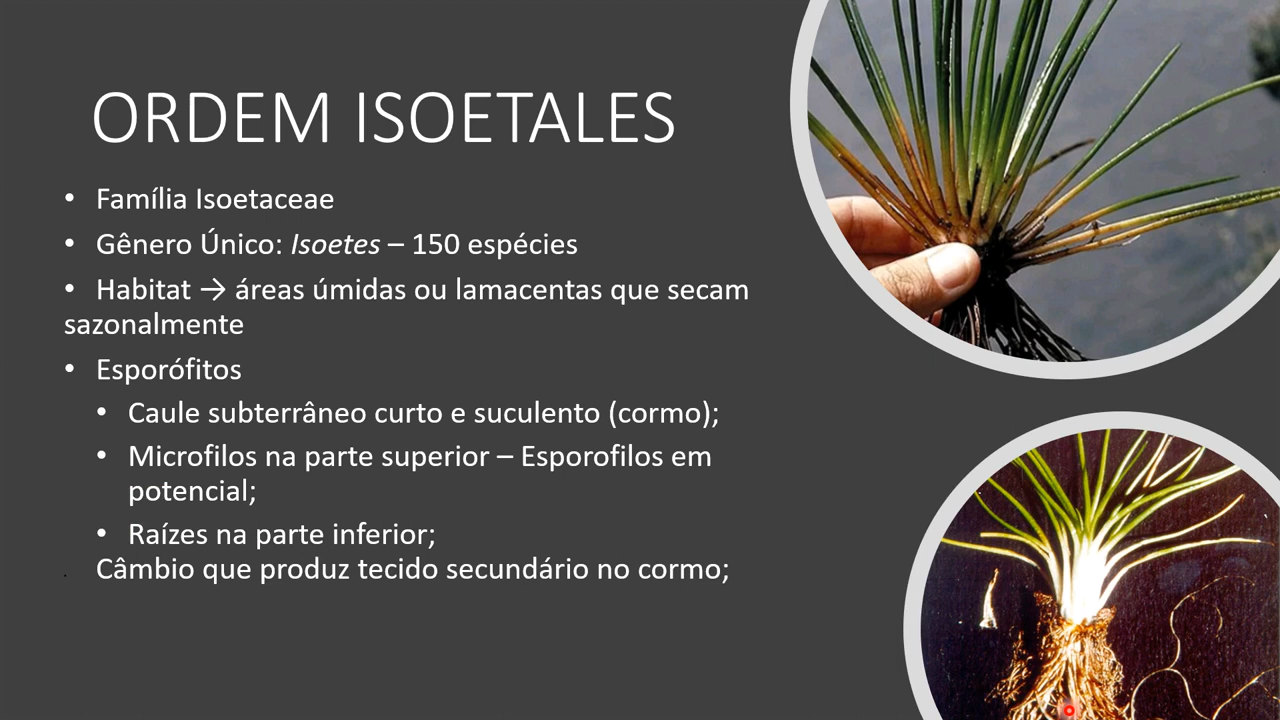 ORDEM ISOETALES
• Família Isoetaceae
• Gênero Único: Isoetes – 150 espécies
• Habitat → áreas úmidas ou lamacentas que secam
sazonalmente
• Esporófitos
• Caule subterrâneo curto e suculento (cormo);
• Microfilos na parte superior – Esporofilos em
potencial;
• Raízes na parte inferior;
Câmbio que produz tecido secundário no cormo;